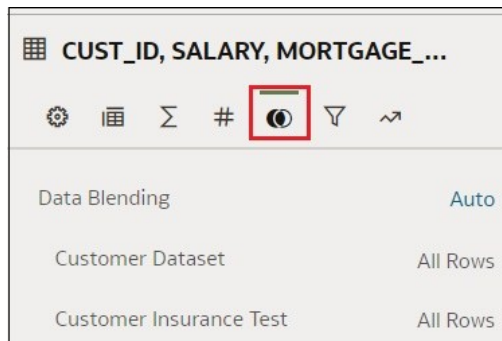 CUST_ID, SALARY, MORTGAGE_...
Σ #
Data Blending Auto
Customer Dataset All Rows
Customer Insurance Test All Rows